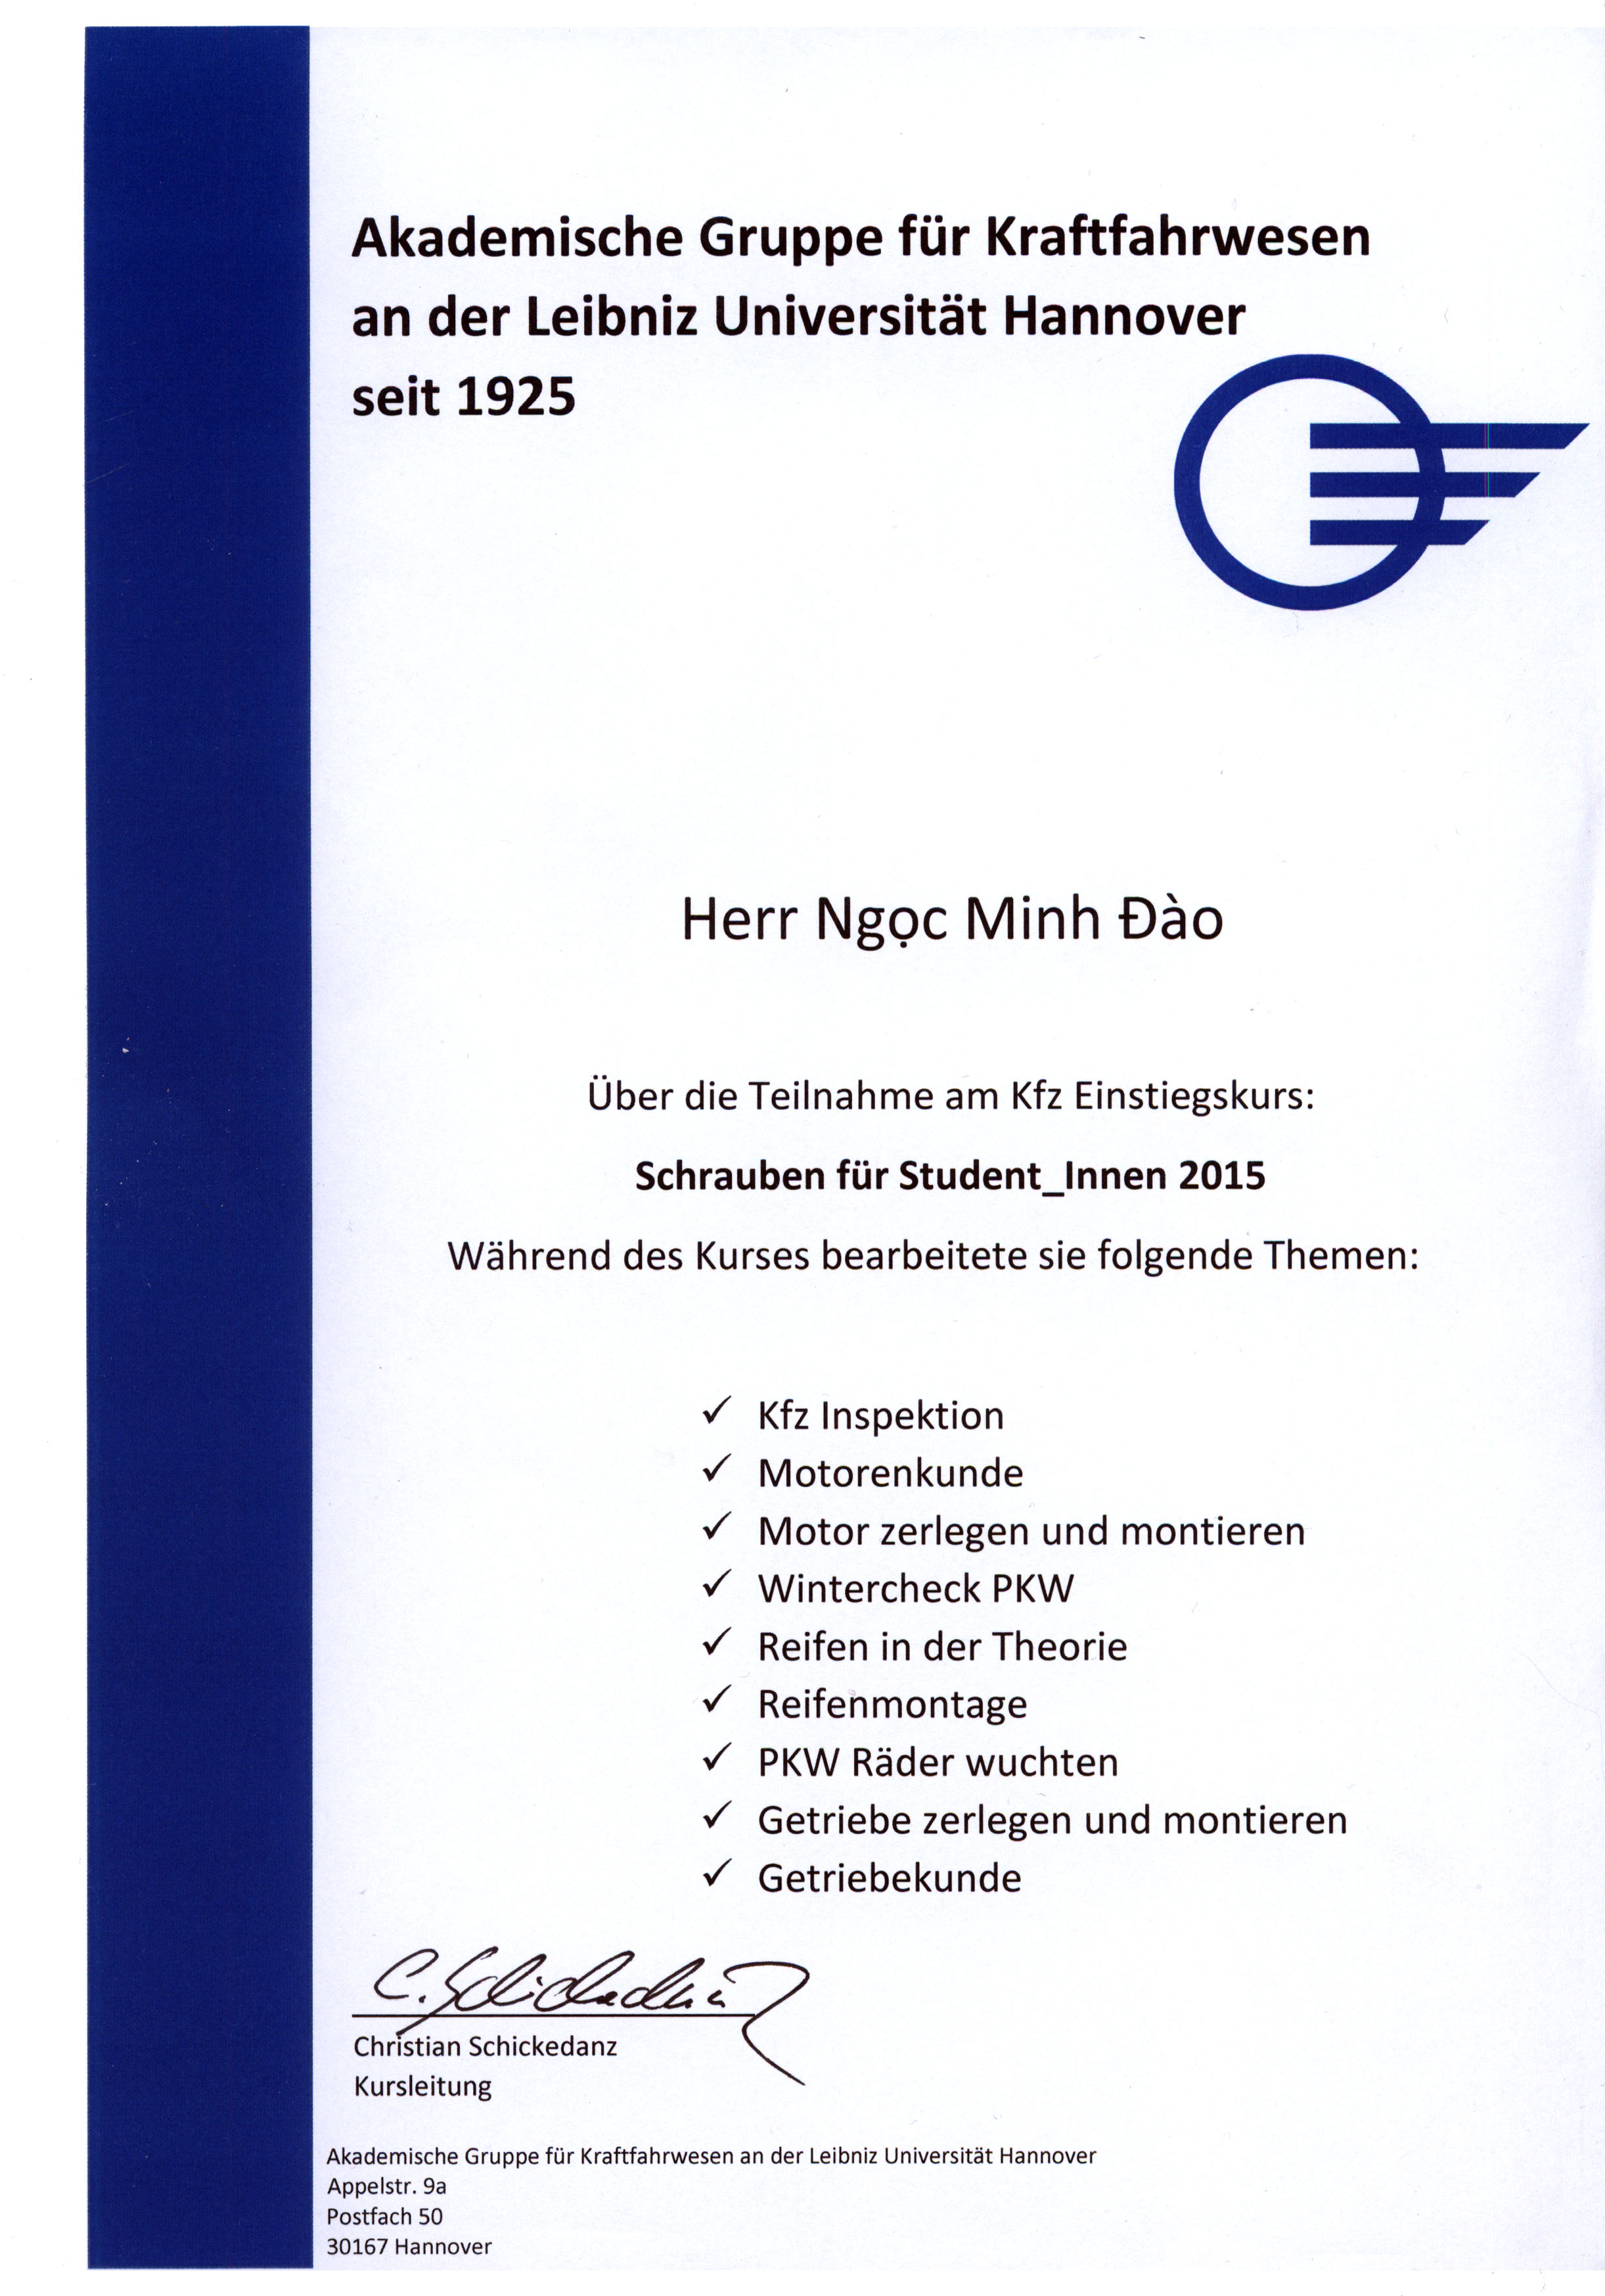 Akademische Gruppe für Kraftfahrwesen
an der Leibniz Universität Hannover
seit 1925
Herr Ngọc Minh Đào
Über die Teilnahme am Kfz Einstiegskurs:
Schrauben für Student_Innen 2015
Während des Kurses bearbeitete sie folgende Themen:
✓ Kfz Inspektion
✓ Motorenkunde
✓ Motor zerlegen und montieren
✓ Wintercheck PKW
✓ Reifen in der Theorie
✓ Reifenmontage
✓ PKW Räder wuchten
✓ Getriebe zerlegen und montieren
✓ Getriebekunde
C. Schickedanz
Christian Schickedanz
Kursleitung
Akademische Gruppe für Kraftfahrwesen an der Leibniz Universität Hannover
Appelstr. 9a
Postfach 50
30167 Hannover